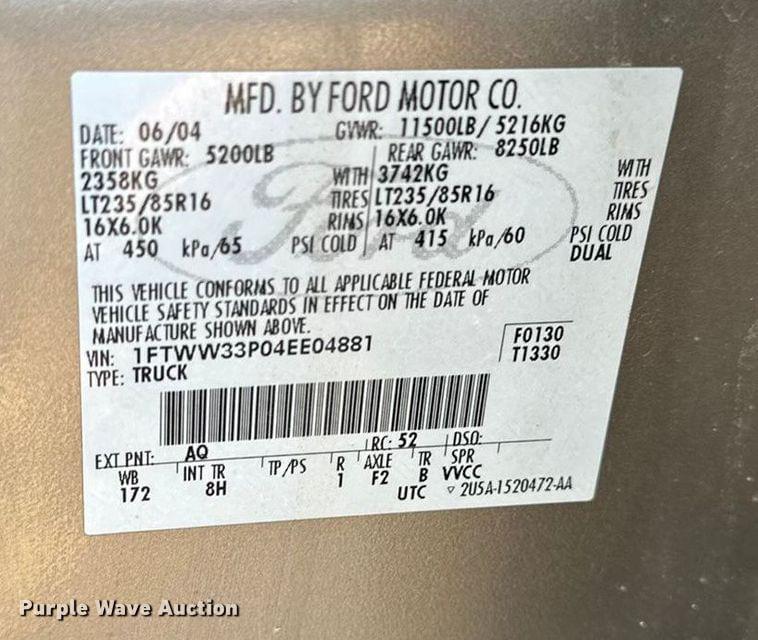 MFD. BY FORD MOTOR CO.
DATE: 06/04 GVWR: 11500LB/ 5216KG
FRONT GAWR: 5200LB REAR GAWR: 8250LB
2358KG WITH 3742KG WITH
LT235/85R16 TIRES LT235/85R16 TIRES
16X6.0K RIMS 16X6.0K RIMS
AT 450 kPa/65 PSI COLD AT 415 kPa/60 PSI COLD
DUAL
Ford
THIS VEHICLE CONFORMS TO ALL APPLICABLE FEDERAL MOTOR
VEHICLE SAFETY STANDARDS IN EFFECT ON THE DATE OF
MANUFACTURE SHOWN ABOVE.
VIN: 1FTWW33P04EE04881 F0130
TYPE: TRUCK T1330
EXT PNT: AQ RC: 52 DSO:
WB INT TR TP/PS R AXLE TR SPR
172 8H 1 F2 B VVCC
UTC ▽ 2U5A-1520472-AA
Purple Wave Auction